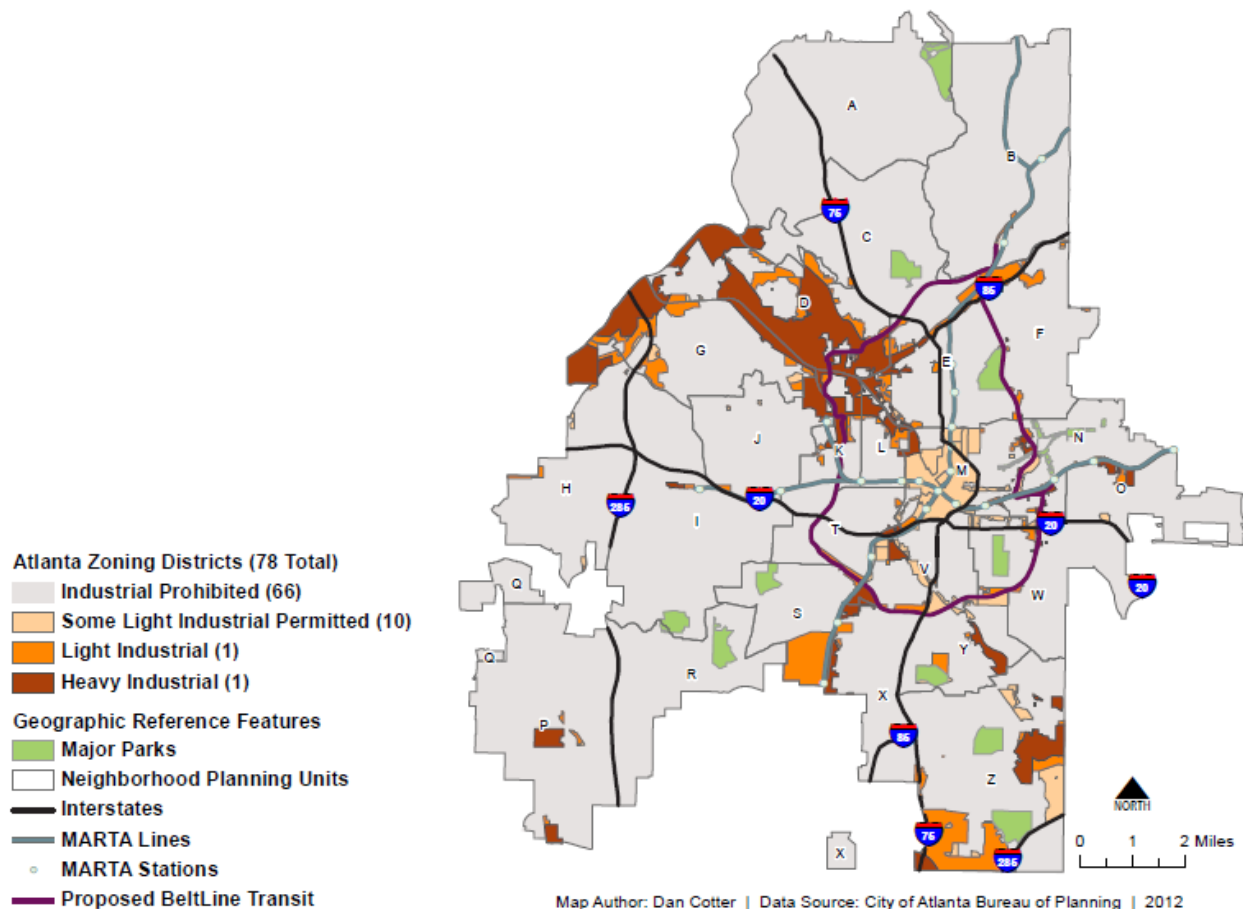 A
B
75
C
D
85
F
G
E
J
K
L
N
M
O
H
285
20
I
T
20
V
20
W
S
Q
Q
R
Y
X
P
85
Z
75
285
X
NORTH
0 1 2 Miles
Atlanta Zoning Districts (78 Total)
Industrial Prohibited (66)
Some Light Industrial Permitted (10)
Light Industrial (1)
Heavy Industrial (1)
Geographic Reference Features
Major Parks
Neighborhood Planning Units
Interstates
MARTA Lines
MARTA Stations
Proposed BeltLine Transit
Map Author: Dan Cotter | Data Source: City of Atlanta Bureau of Planning | 2012